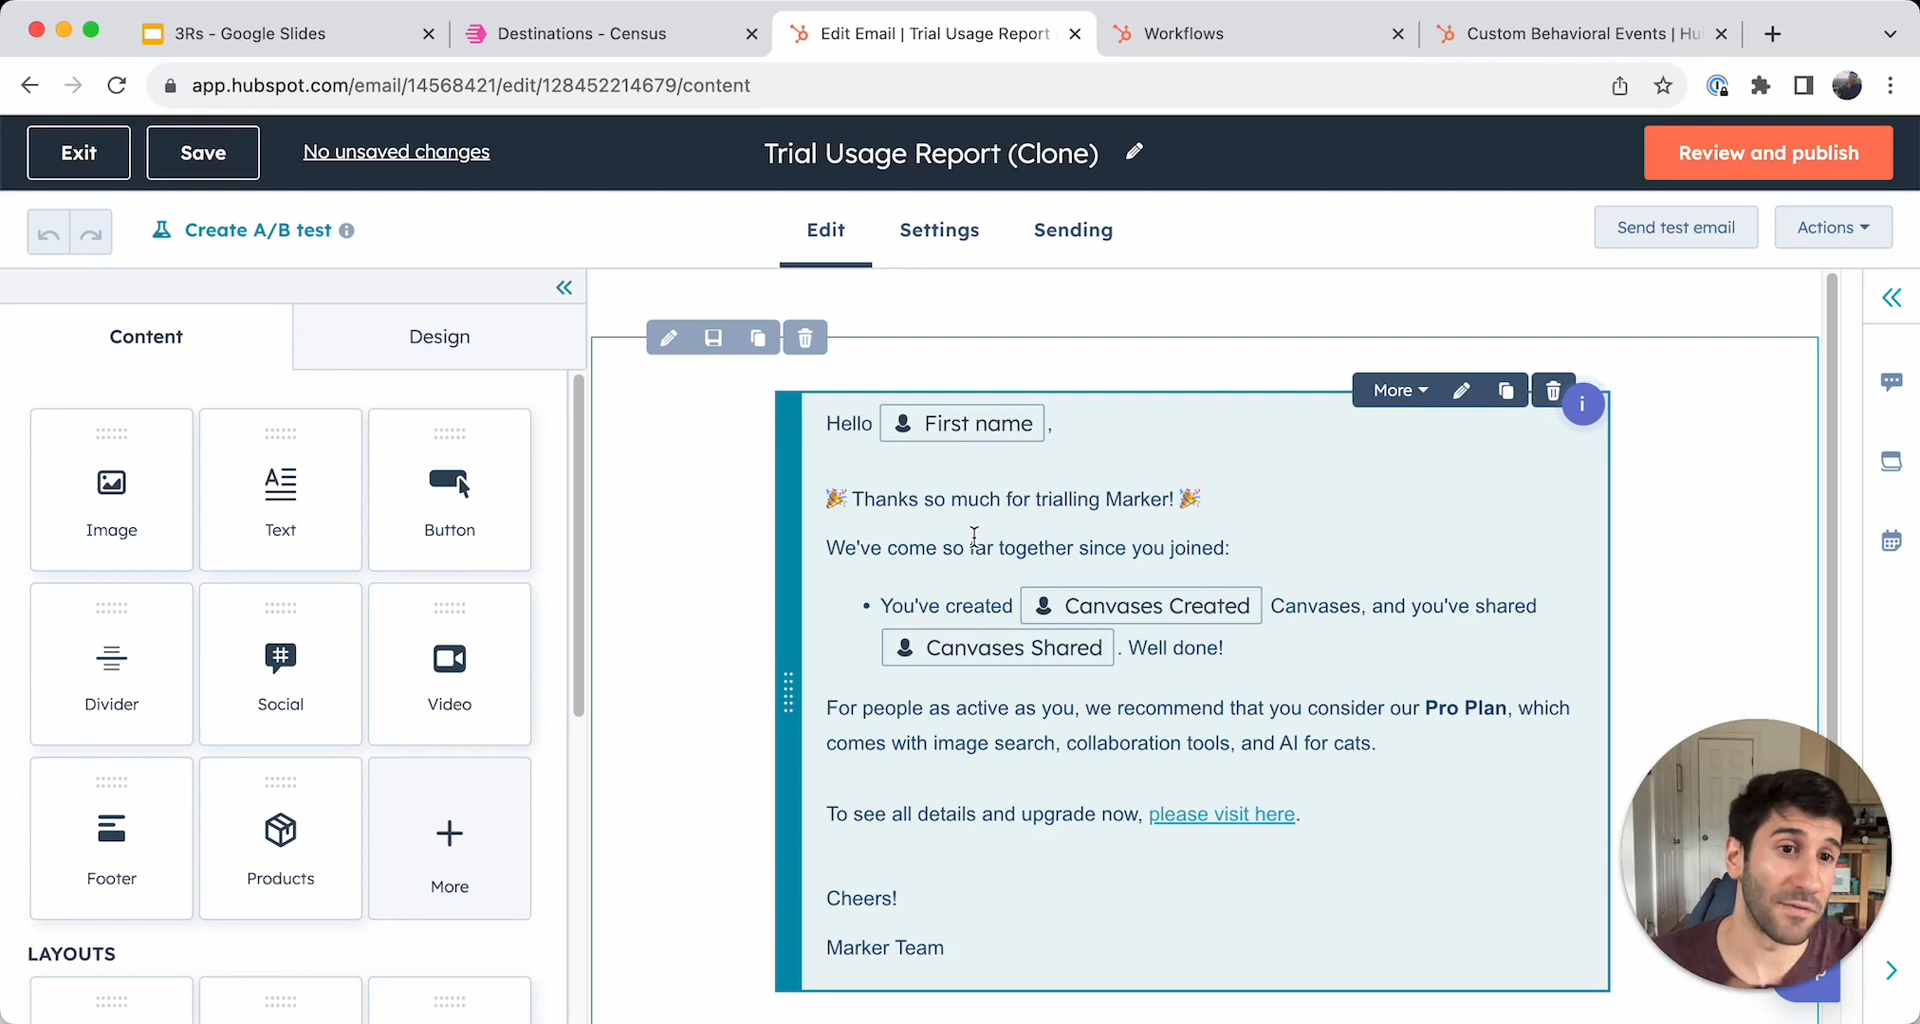 3Rs - Google Slides
Destinations - Census
Edit Email | Trial Usage Report
Workflows
Custom Behavioral Events | Hu
app.hubspot.com/email/14568421/edit/128452214679/content
Exit
Save
No unsaved changes
Trial Usage Report (Clone)
Review and publish
Create A/B test
Edit
Settings
Sending
Send test email
Actions
Content
Design
More
Image
Text
Button
Divider
Social
Video
Footer
Products
More
LAYOUTS
Hello First name ,
🎉 Thanks so much for trialling Marker! 🎉
We've come so far together since you joined:
• You've created Canvases Created Canvases, and you've shared
Canvases Shared . Well done!
For people as active as you, we recommend that you consider our Pro Plan, which
comes with image search, collaboration tools, and AI for cats.
To see all details and upgrade now, please visit here.
Cheers!
Marker Team